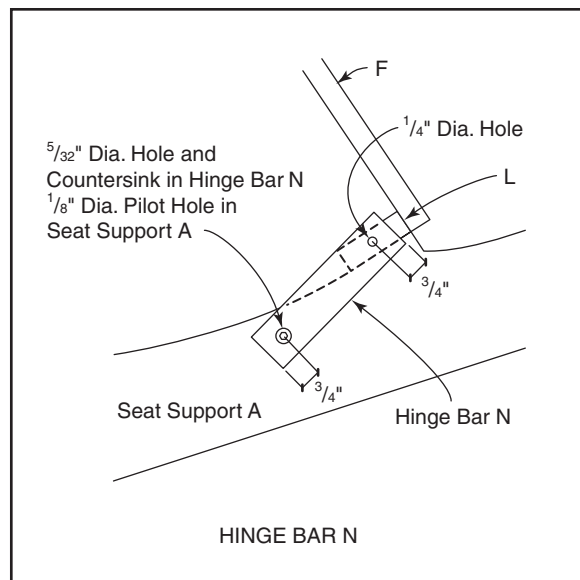 F
1/4" Dia. Hole
5/32" Dia. Hole and
Countersink in Hinge Bar N
1/8" Dia. Pilot Hole in
Seat Support A
L
3/4"
3/4"
Seat Support A
Hinge Bar N
HINGE BAR N